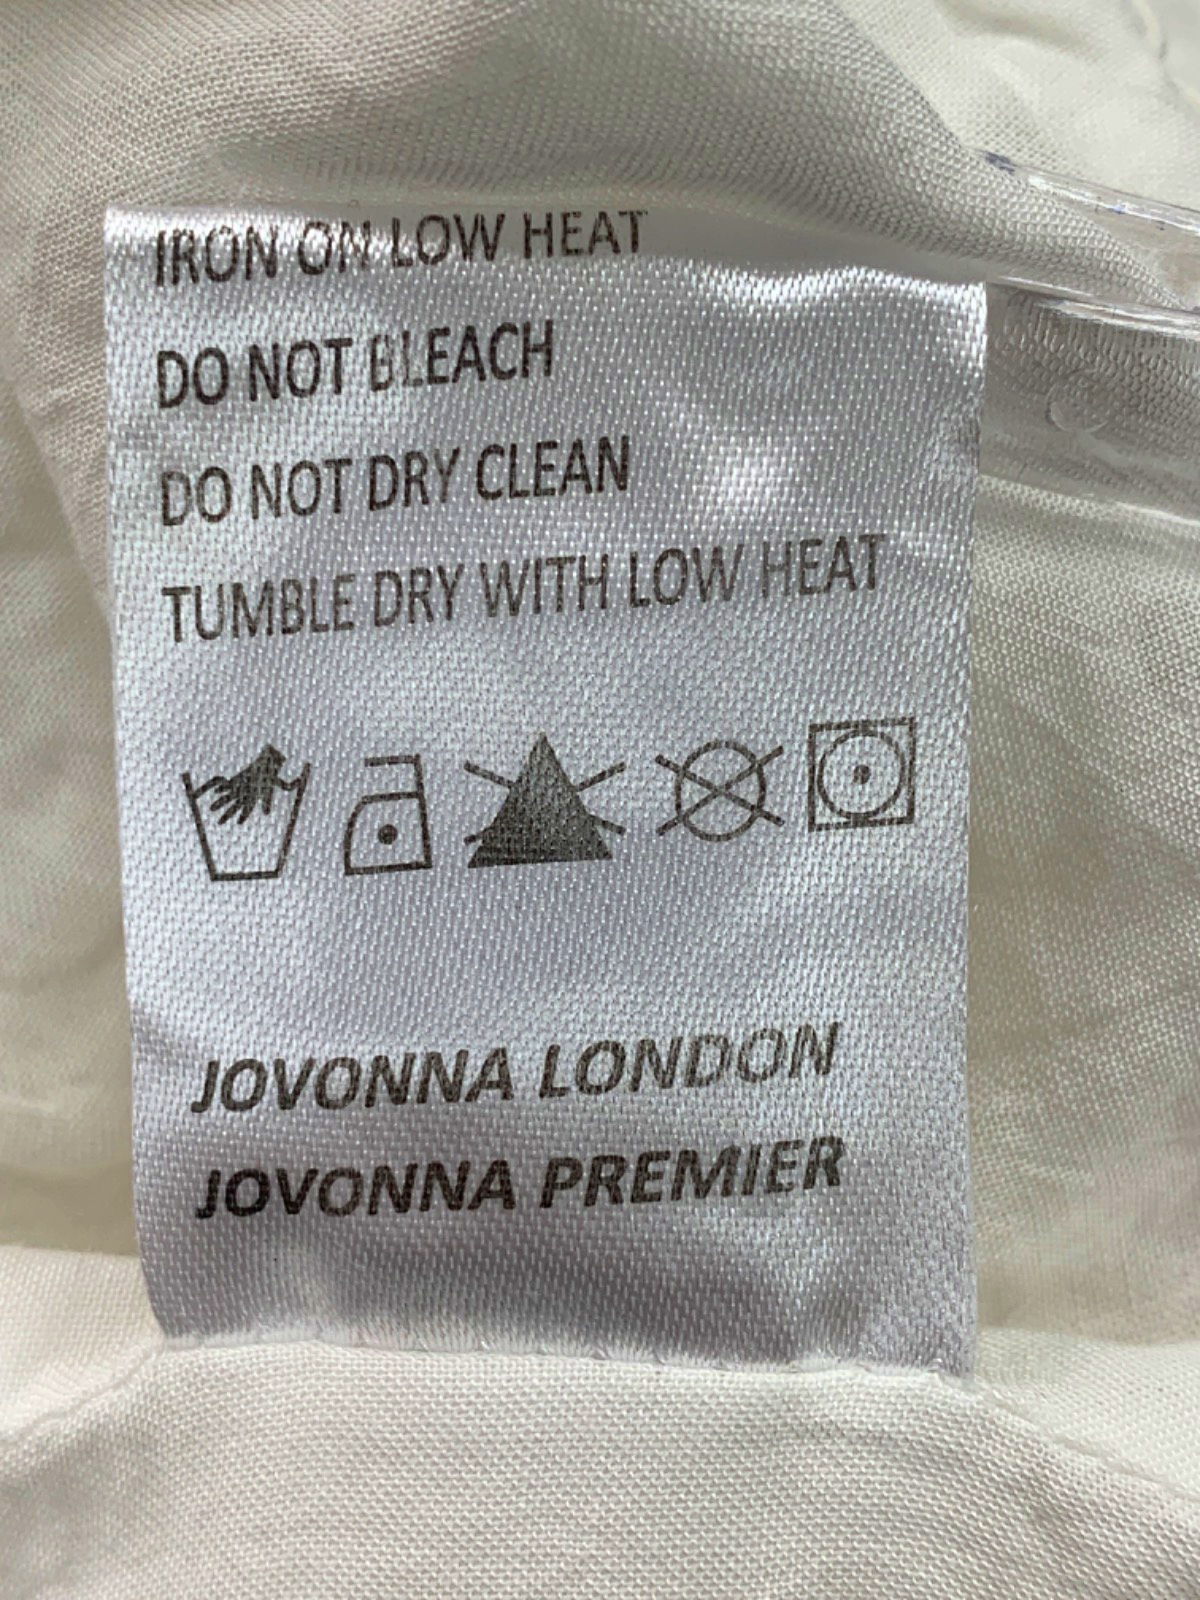 IRON ON LOW HEAT
DO NOT BLEACH
DO NOT DRY CLEAN
TUMBLE DRY WITH LOW HEAT
JOVONNA LONDON
JOVONNA PREMIER